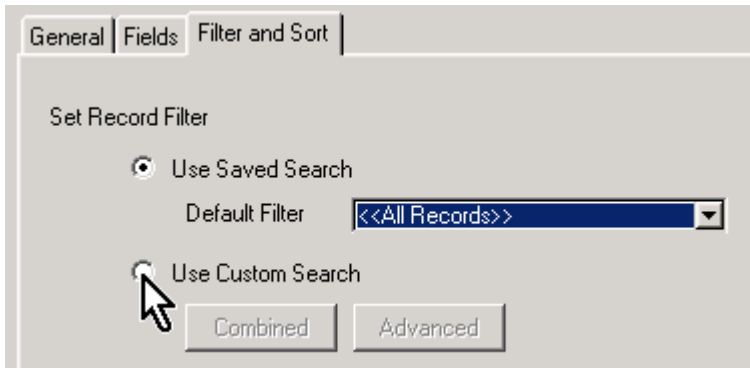 General Fields Filter and Sort
Set Record Filter
Use Saved Search
Default Filter <<All Records>>
Use Custom Search
Combined Advanced